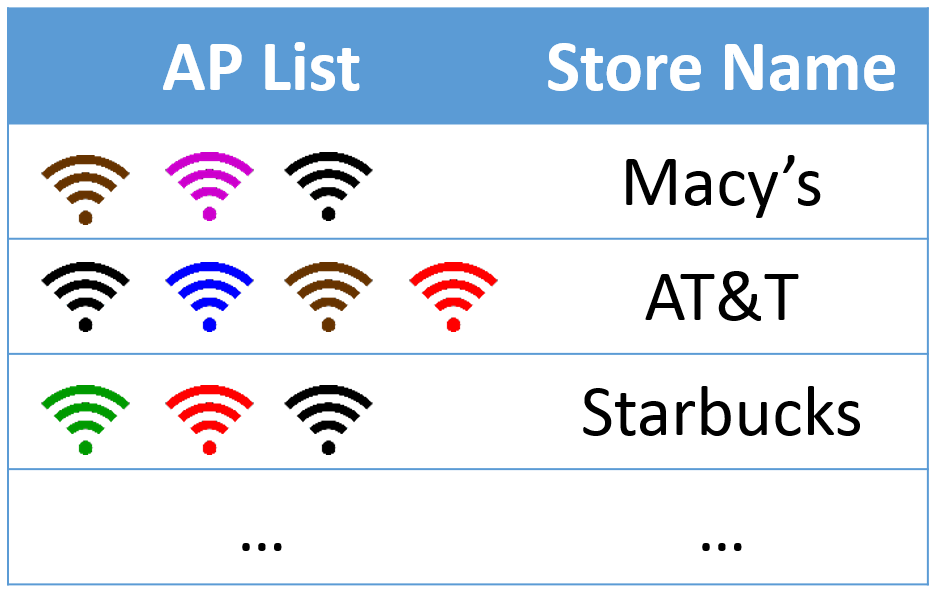 AP List Store Name
Macy’s
AT&T
Starbucks
... ...